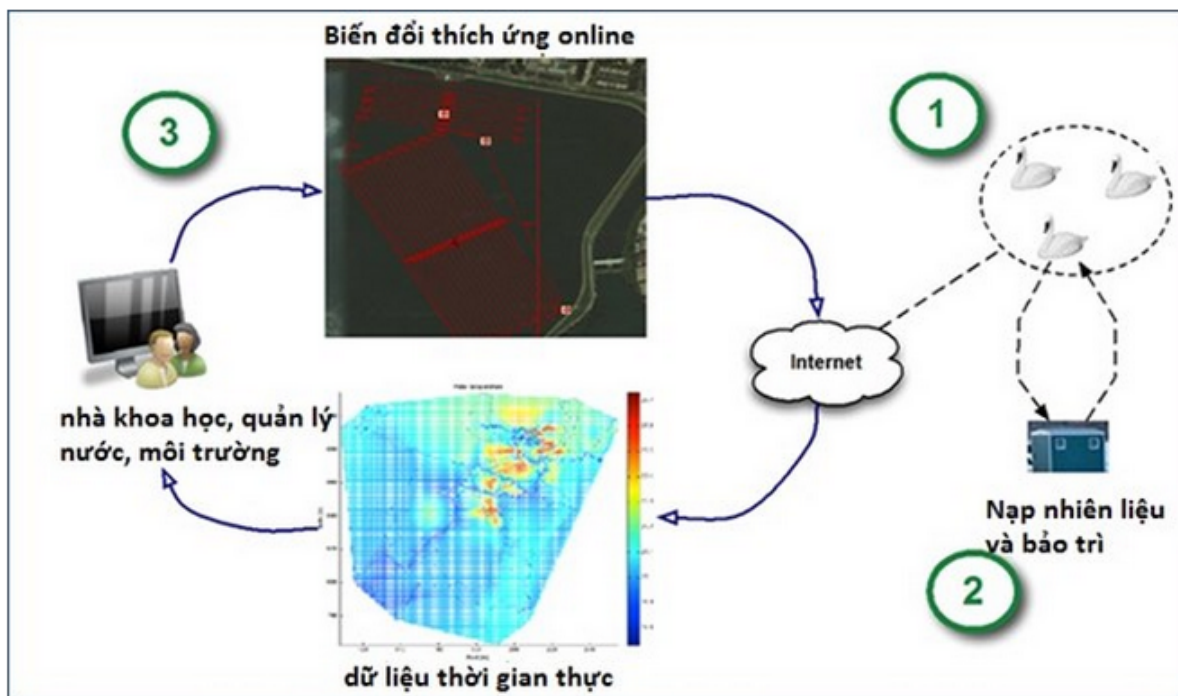 Biến đổi thích ứng online
3
1
Internet
nhà khoa học, quản lý
nước, môi trường
Nạp nhiên liệu
và bảo trì
2
dữ liệu thời gian thực